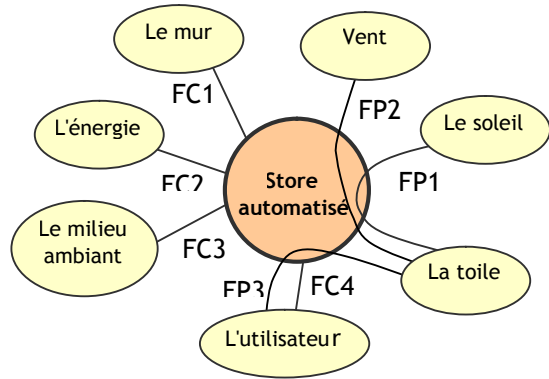 Le mur
Vent
FC1
FP2
L'énergie
Le soleil
FC2
Store
automatisé
FP1
Le milieu
ambiant
FC3
La toile
FP3
FC4
L'utilisateur